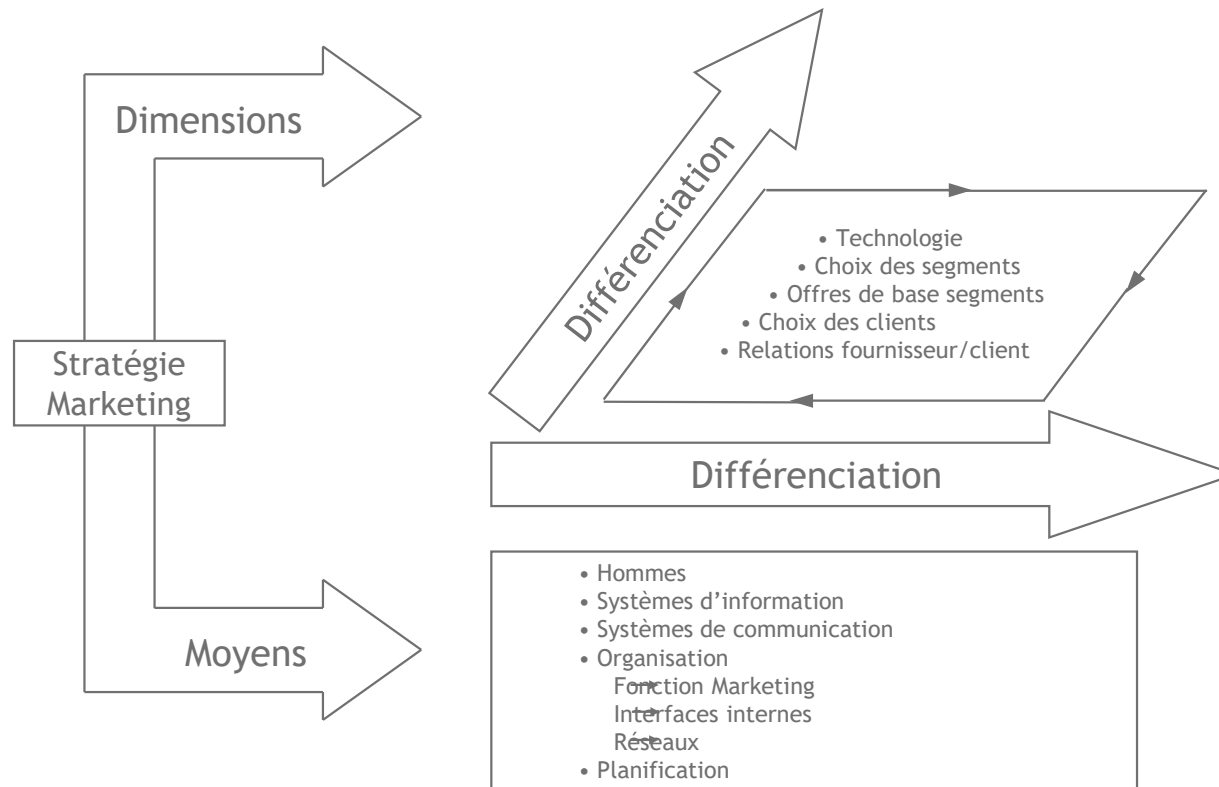 Dimensions
Différenciation
• Technologie
• Choix des segments
• Offres de base segments
• Choix des clients
• Relations fournisseur/client
Stratégie
Marketing
Différenciation
Moyens
• Hommes
• Systèmes d’information
• Systèmes de communication
• Organisation
Fonction Marketing
Interfaces internes
Réseaux
• Planification